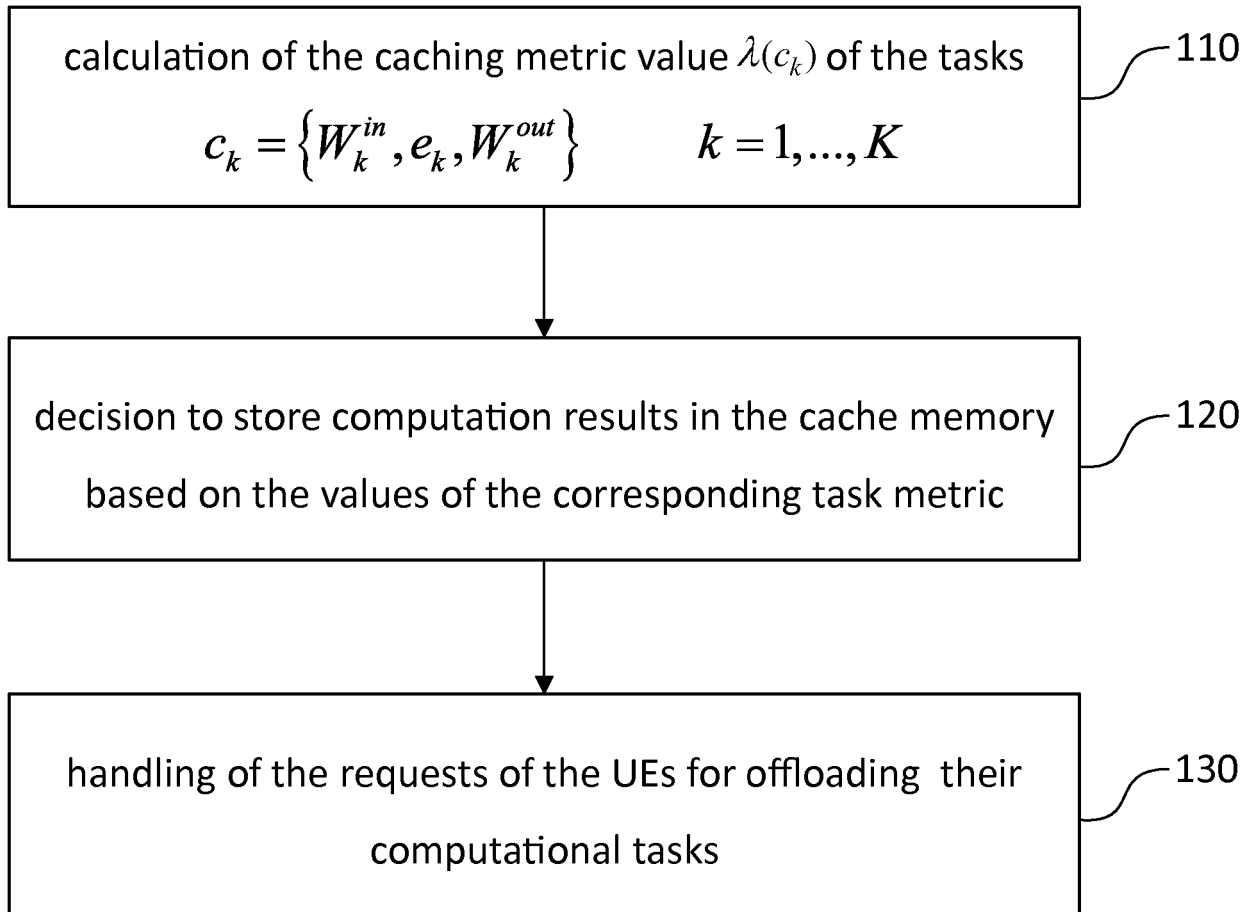 calculation of the caching metric value λ(c_k) of the tasks
110
c_k = {W_k^{in}, e_k, W_k^{out}} k = 1,..., K
decision to store computation results in the cache memory
120
based on the values of the corresponding task metric
handling of the requests of the UEs for offloading their
130
computational tasks